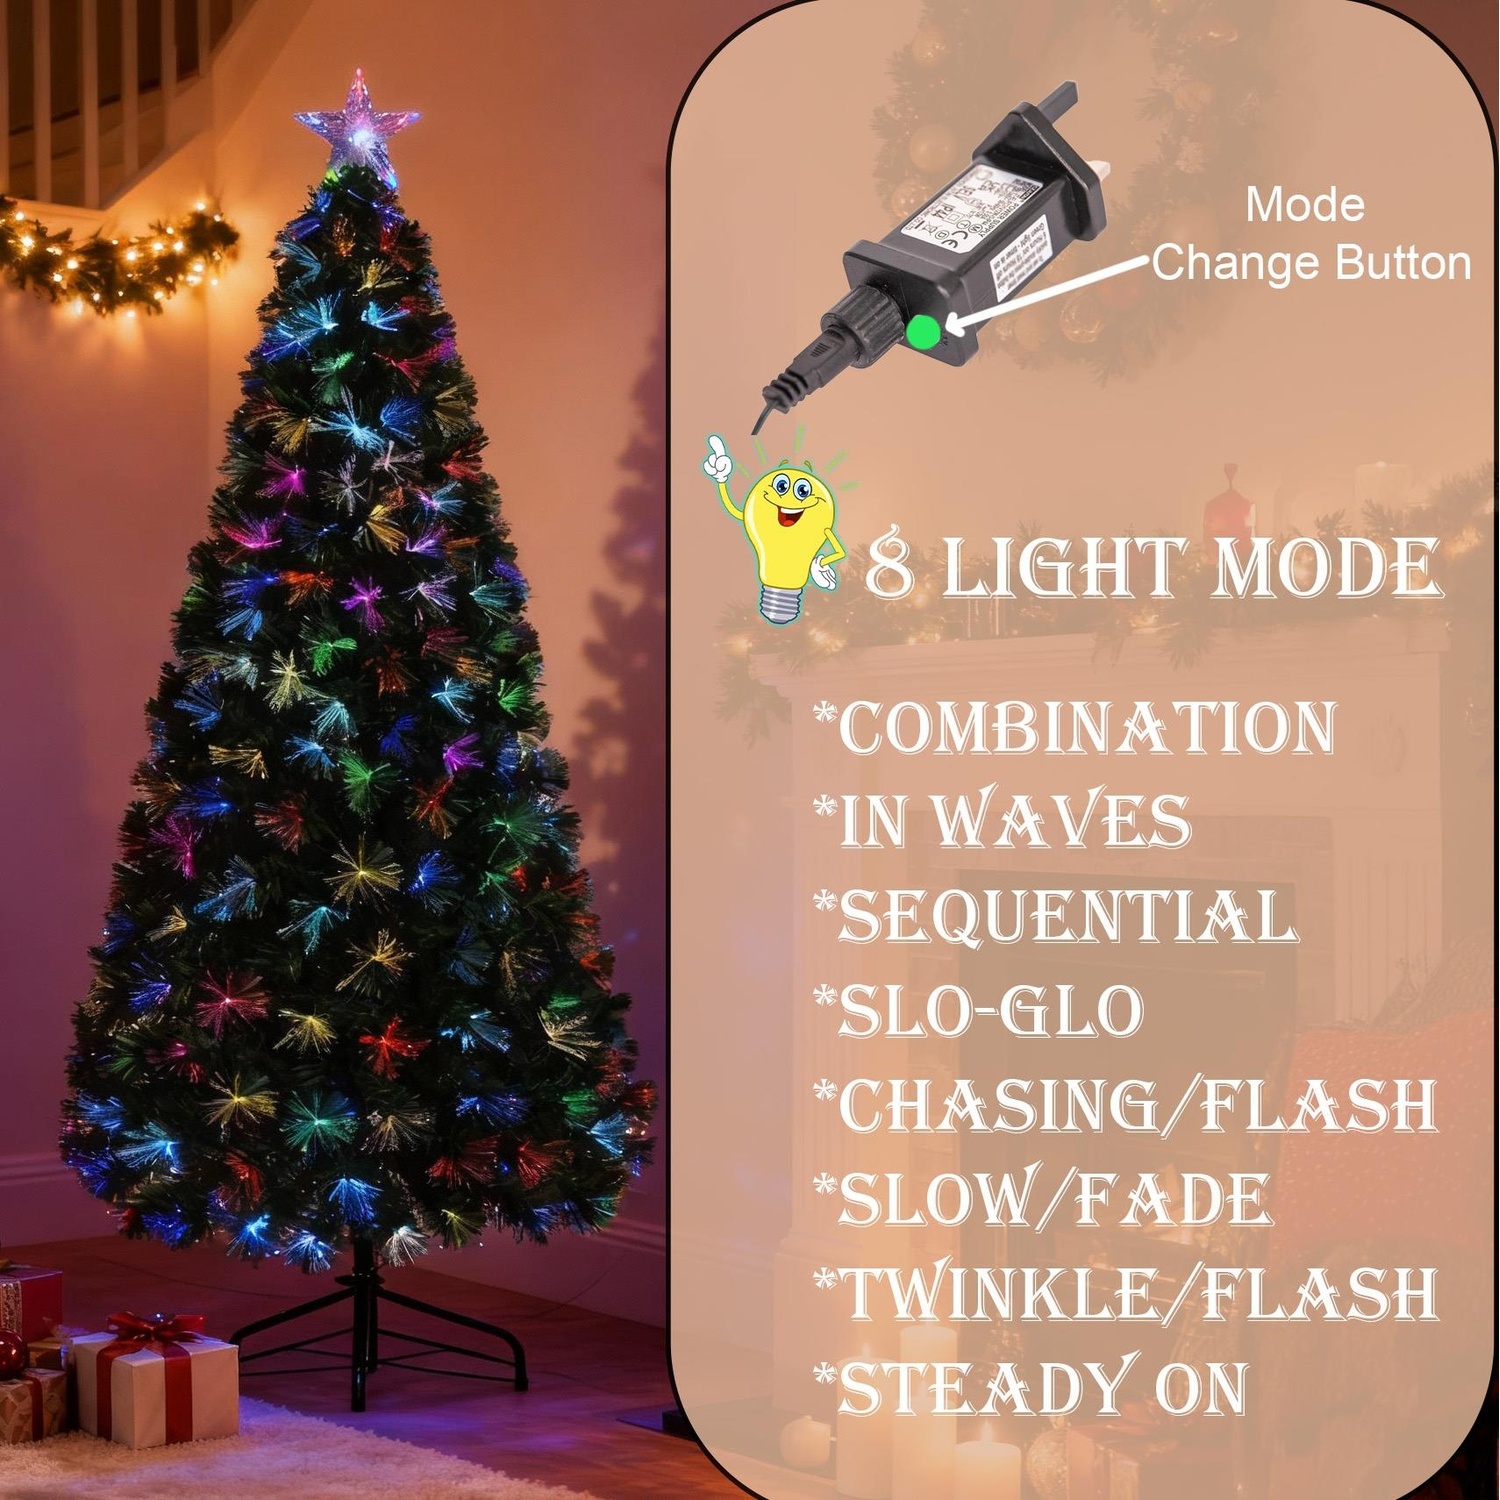 Mode
Change Button
8 LIGHT MODE
*COMBINATION
*IN WAVES
*SEQUENTIAL
*SLO-GLO
*CHASING/FLASH
*SLOW/FADE
*TWINKLE/FLASH
*STEADY ON